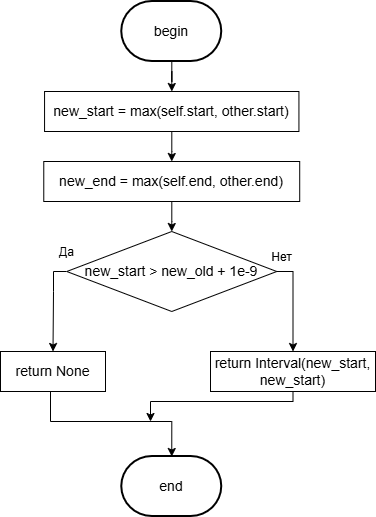 begin
new_start = max(self.start, other.start)
new_end = max(self.end, other.end)
Да
Нет
new_start > new_old + 1e-9
return None
return Interval(new_start,
new_start)
end